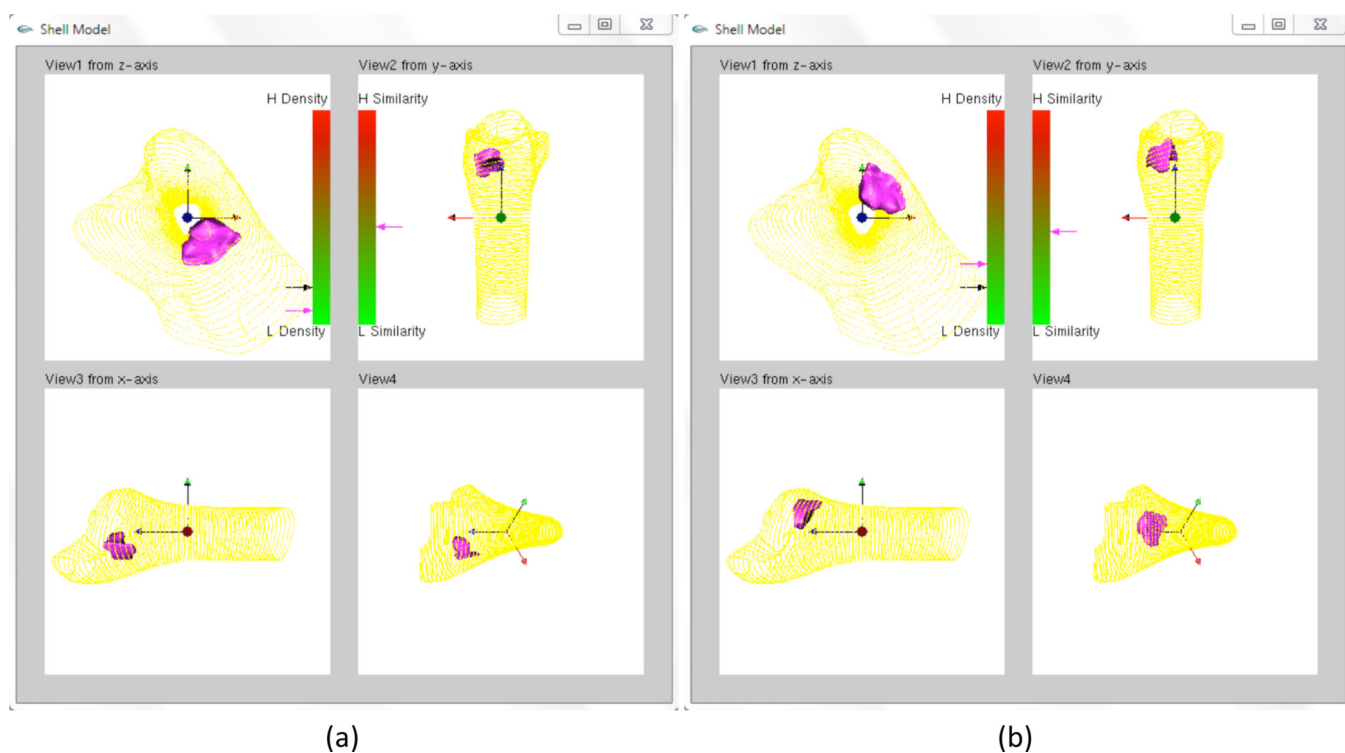 Shell Model
View1 from z-axis
View2 from y-axis
H Density
H Similarity
L Density
L Similarity
View3 from x-axis
View4
(a)
Shell Model
View1 from z-axis
View2 from y-axis
H Density
H Similarity
L Density
L Similarity
View3 from x-axis
View4
(b)